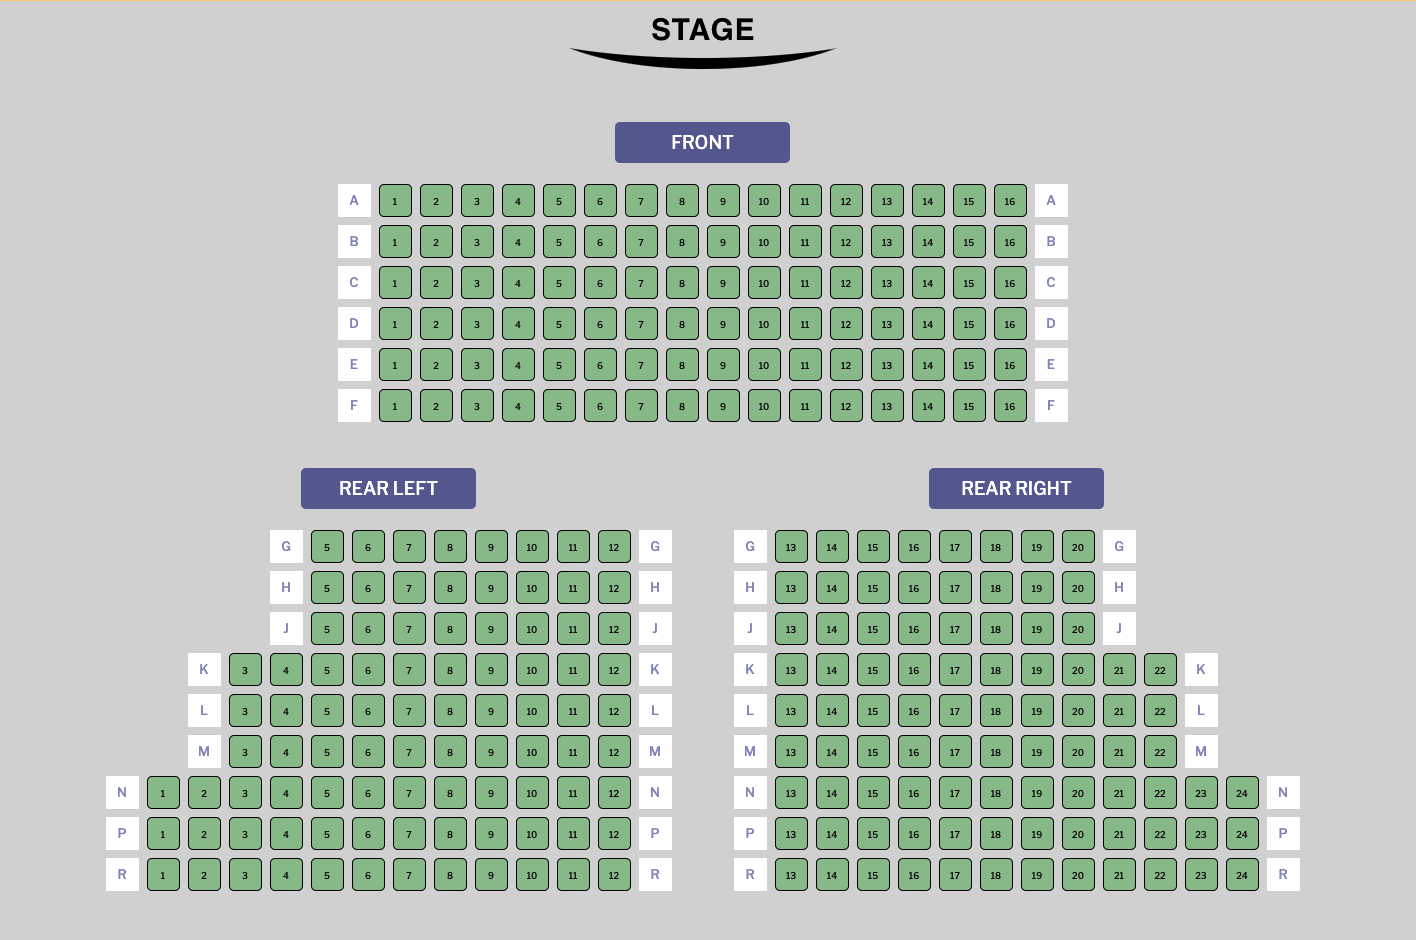 STAGE
FRONT
A 1 2 3 4 5 6 7 8 9 10 11 12 13 14 15 16 A
B 1 2 3 4 5 6 7 8 9 10 11 12 13 14 15 16 B
C 1 2 3 4 5 6 7 8 9 10 11 12 13 14 15 16 C
D 1 2 3 4 5 6 7 8 9 10 11 12 13 14 15 16 D
E 1 2 3 4 5 6 7 8 9 10 11 12 13 14 15 16 E
F 1 2 3 4 5 6 7 8 9 10 11 12 13 14 15 16 F
REAR LEFT
G 5 6 7 8 9 10 11 12 G
H 5 6 7 8 9 10 11 12 H
J 5 6 7 8 9 10 11 12 J
K 3 4 5 6 7 8 9 10 11 12 K
L 3 4 5 6 7 8 9 10 11 12 L
M 3 4 5 6 7 8 9 10 11 12 M
N 1 2 3 4 5 6 7 8 9 10 11 12 N
P 1 2 3 4 5 6 7 8 9 10 11 12 P
R 1 2 3 4 5 6 7 8 9 10 11 12 R
REAR RIGHT
G 13 14 15 16 17 18 19 20 G
H 13 14 15 16 17 18 19 20 H
J 13 14 15 16 17 18 19 20 J
K 13 14 15 16 17 18 19 20 21 22 K
L 13 14 15 16 17 18 19 20 21 22 L
M 13 14 15 16 17 18 19 20 21 22 M
N 13 14 15 16 17 18 19 20 21 22 23 24 N
P 13 14 15 16 17 18 19 20 21 22 23 24 P
R 13 14 15 16 17 18 19 20 21 22 23 24 R